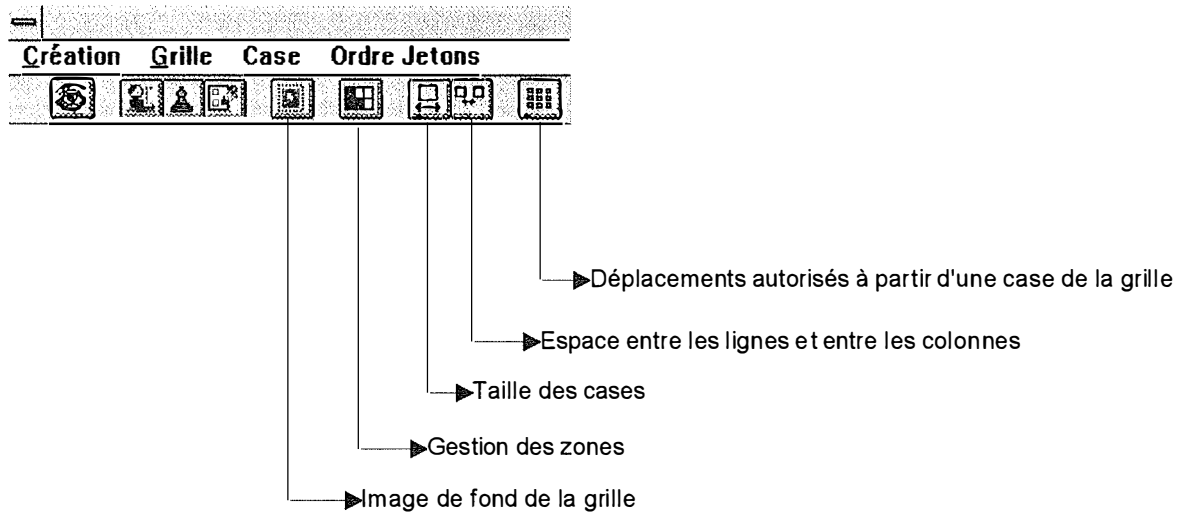 Création Grille Case Ordre Jetons
Déplacements autorisés à partir d'une case de la grille
Espace entre les lignes et entre les colonnes
Taille des cases
Gestion des zones
Image de fond de la grille